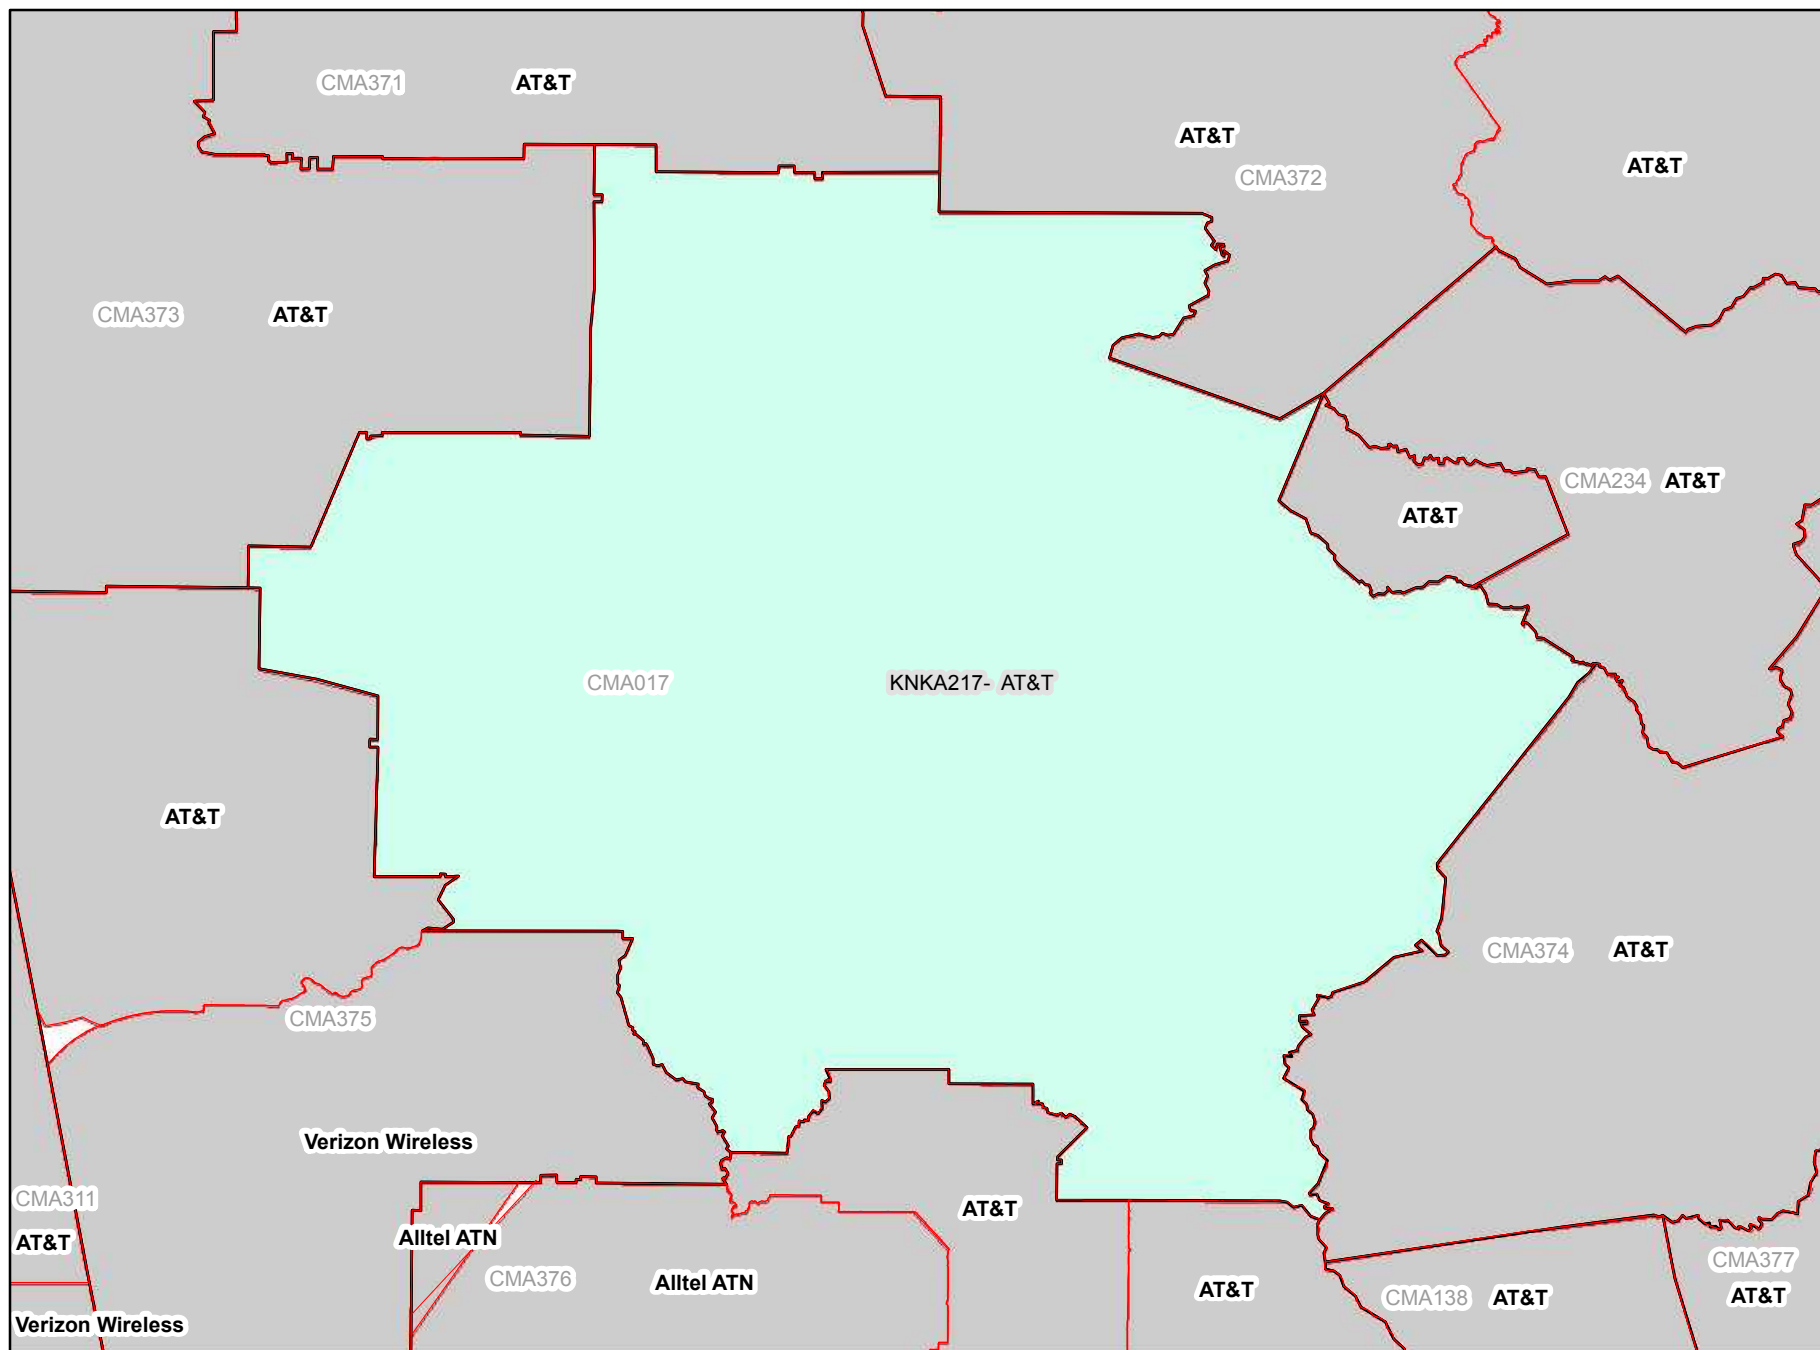 CMA371 AT&T
AT&T
CMA372
AT&T
CMA373 AT&T
CMA234 AT&T
AT&T
CMA017 KNKA217- AT&T
AT&T
CMA374 AT&T
CMA375
Verizon Wireless
CMA311
AT&T
Alltel ATN
AT&T
CMA376 Alltel ATN
AT&T
CMA138 AT&T
CMA377
AT&T
Verizon Wireless